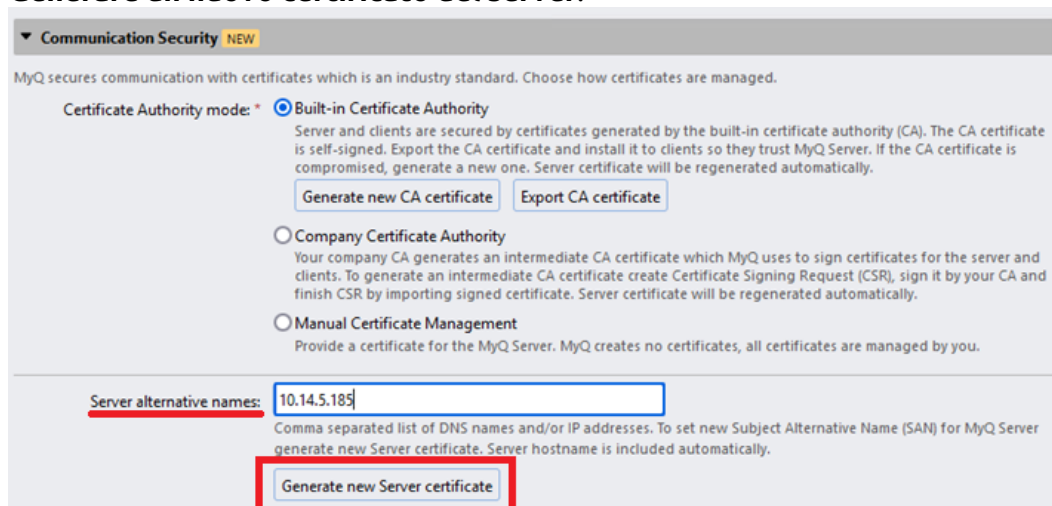 ▼ Communication Security NEW
MyQ secures communication with certificates which is an industry standard. Choose how certificates are managed.
Certificate Authority mode: * Built-in Certificate Authority
Server and clients are secured by certificates generated by the built-in certificate authority (CA). The CA certificate
is self-signed. Export the CA certificate and install it to clients so they trust MyQ Server. If the CA certificate is
compromised, generate a new one. Server certificate will be regenerated automatically.
Generate new CA certificate Export CA certificate
Company Certificate Authority
Your company CA generates an intermediate CA certificate which MyQ uses to sign certificates for the server and
clients. To generate an intermediate CA certificate create Certificate Signing Request (CSR), sign it by your CA and
finish CSR by importing signed certificate. Server certificate will be regenerated automatically.
Manual Certificate Management
Provide a certificate for the MyQ Server. MyQ creates no certificates, all certificates are managed by you.
Server alternative names: 10.14.5.185
Comma separated list of DNS names and/or IP addresses. To set new Subject Alternative Name (SAN) for MyQ Server
generate new Server certificate. Server hostname is included automatically.
Generate new Server certificate